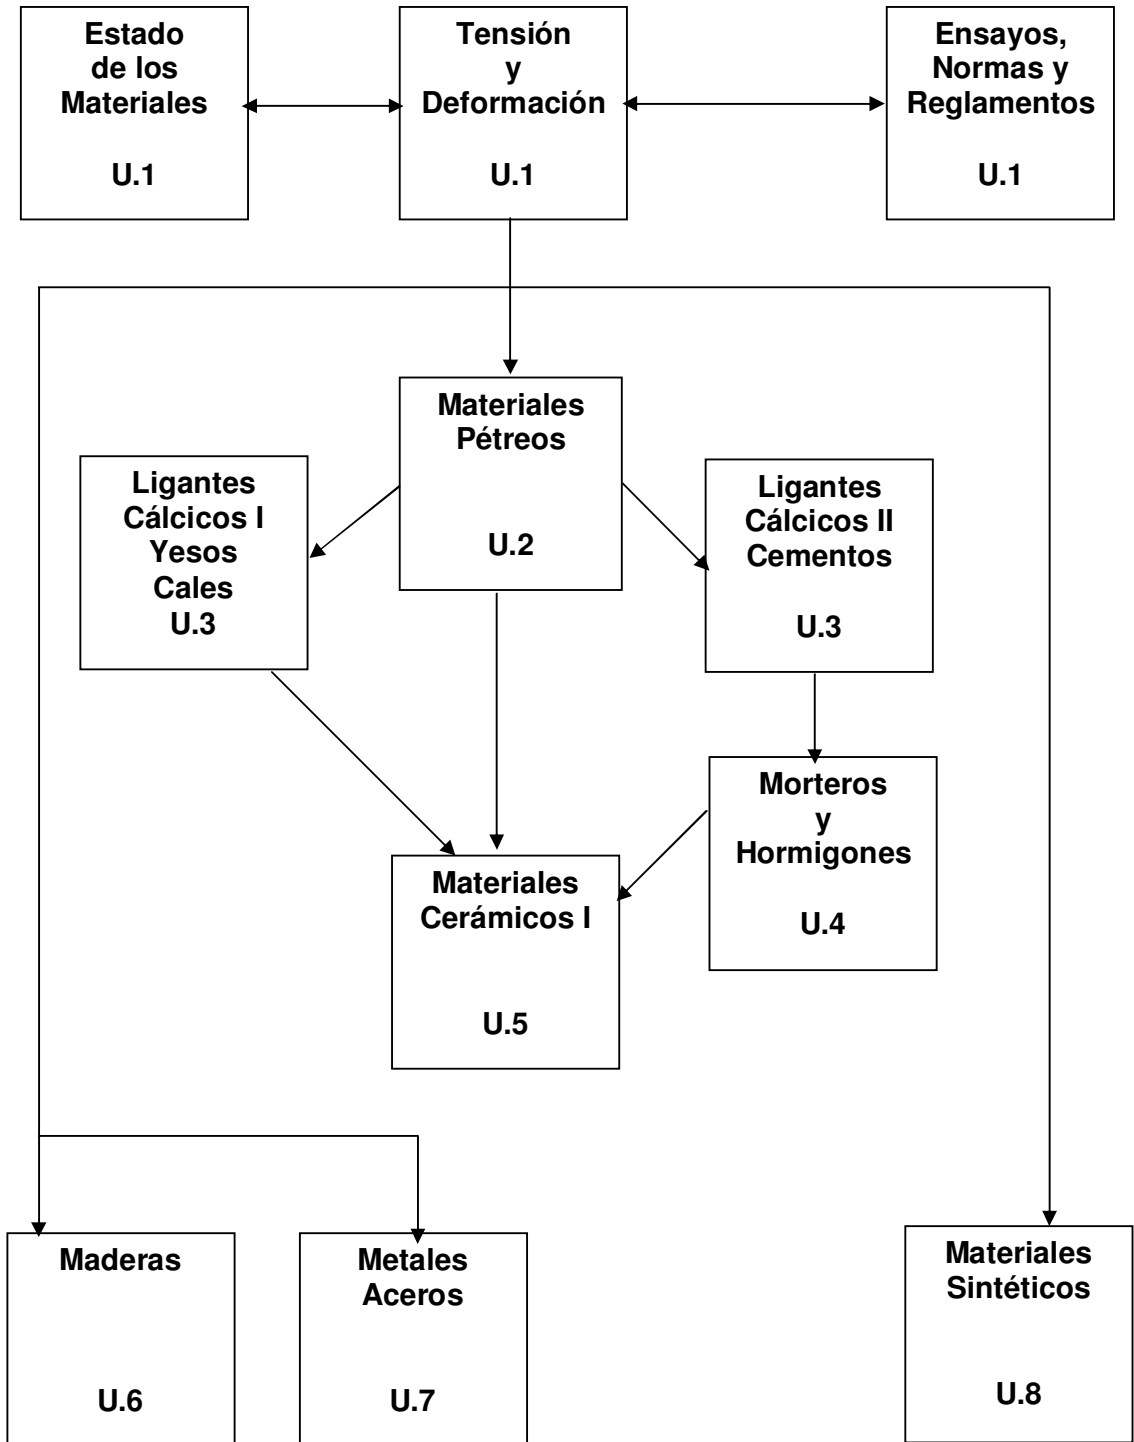 Estado
de los
Materiales
U.1
Tensión
y
Deformación
U.1
Ensayos,
Normas y
Reglamentos
U.1
Materiales
Pétreos
U.2
Ligantes
Cálcicos I
Yesos
Cales
U.3
Ligantes
Cálcicos II
Cementos
U.3
Morteros
y
Hormigones
U.4
Materiales
Cerámicos I
U.5
Maderas
U.6
Metales
Aceros
U.7
Materiales
Sintéticos
U.8